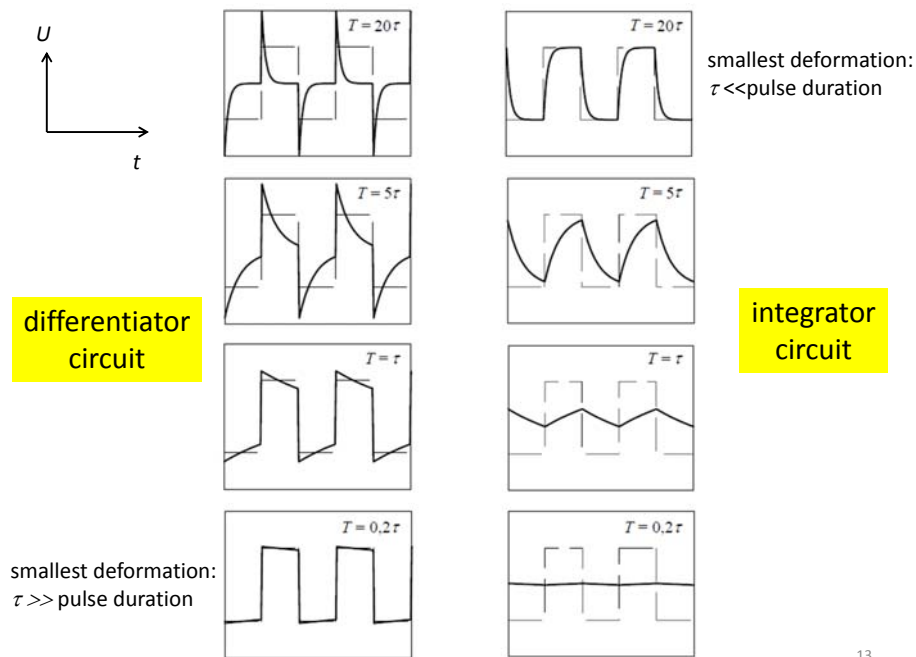 U
t
T = 20τ
T = 20τ
smallest deformation:
τ <<pulse duration
T = 5τ
T = 5τ
differentiator
circuit
integrator
circuit
T = τ
T = τ
T = 0,2τ
T = 0,2τ
smallest deformation:
τ >> pulse duration
13